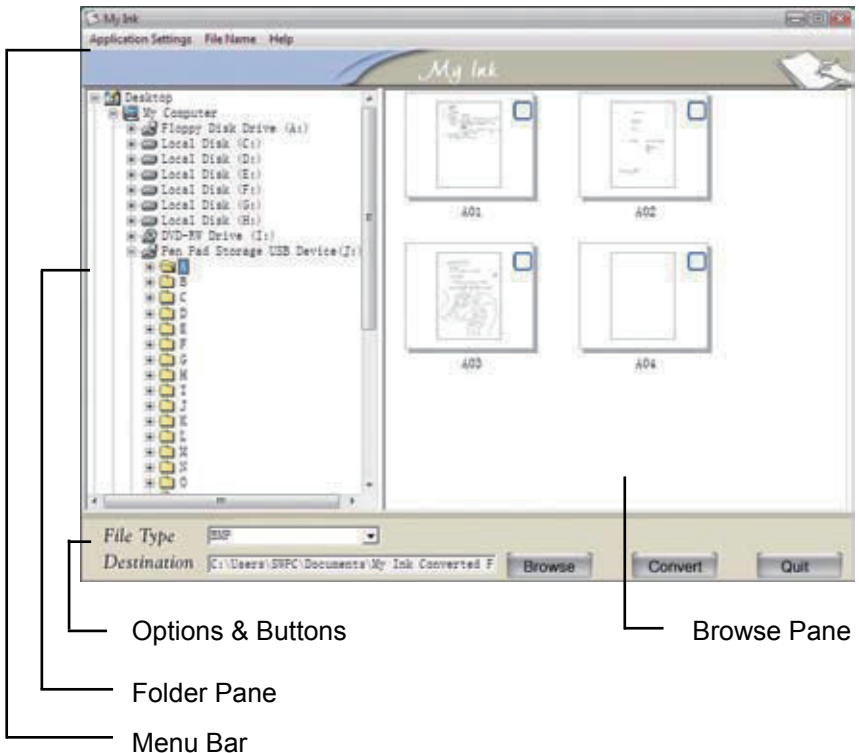 My Ink
Application Settings File Name Help
My Ink
Desktop
My Computer
Floppy Disk Drive (A:)
Local Disk (C:)
Local Disk (D:)
Local Disk (E:)
Local Disk (F:)
Local Disk (G:)
Local Disk (H:)
DVD-RW Drive (I:)
Pen Pad Storage USB Device(J:)
A
B
C
D
E
F
G
H
I
J
K
L
M
N
O
A01 A02
A03 A04
File Type BMP
Destination C:\Users\SWPC\Documents\My Ink Converted F Browse Convert Quit
Options & Buttons Browse Pane
Folder Pane
Menu Bar